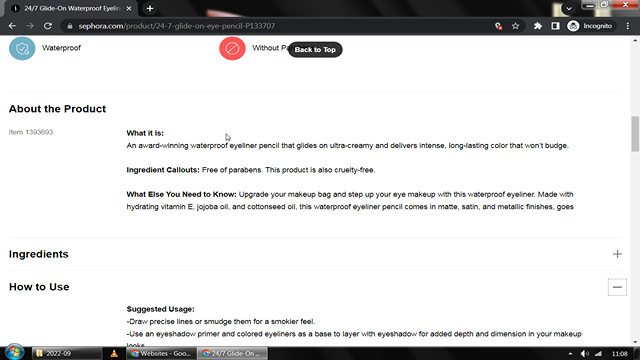 24/7 Glide-On Waterproof Eyeliner
sephora.com/product/24-7-glide-on-eye-pencil-P133707
Incognito
Waterproof
Without Pa
Back to Top
About the Product
Item 1393693
What it is:
An award-winning waterproof eyeliner pencil that glides on ultra-creamy and delivers intense, long-lasting color that won't budge.
Ingredient Callouts: Free of parabens. This product is also cruelty-free.
What Else You Need to Know: Upgrade your makeup bag and step up your eye makeup with this waterproof eyeliner. Made with
hydrating vitamin E, jojoba oil, and cottonseed oil, this waterproof eyeliner pencil comes in matte, satin, and metallic finishes, goes
Ingredients
How to Use
Suggested Usage:
-Draw precise lines or smudge them for a smokier feel.
-Use an eyeshadow primer and colored eyeliners as a base to layer with eyeshadow for added depth and dimension in your makeup
looks.
2022-09
Websites - Goo...
24/7 Glide-On ...
11:08